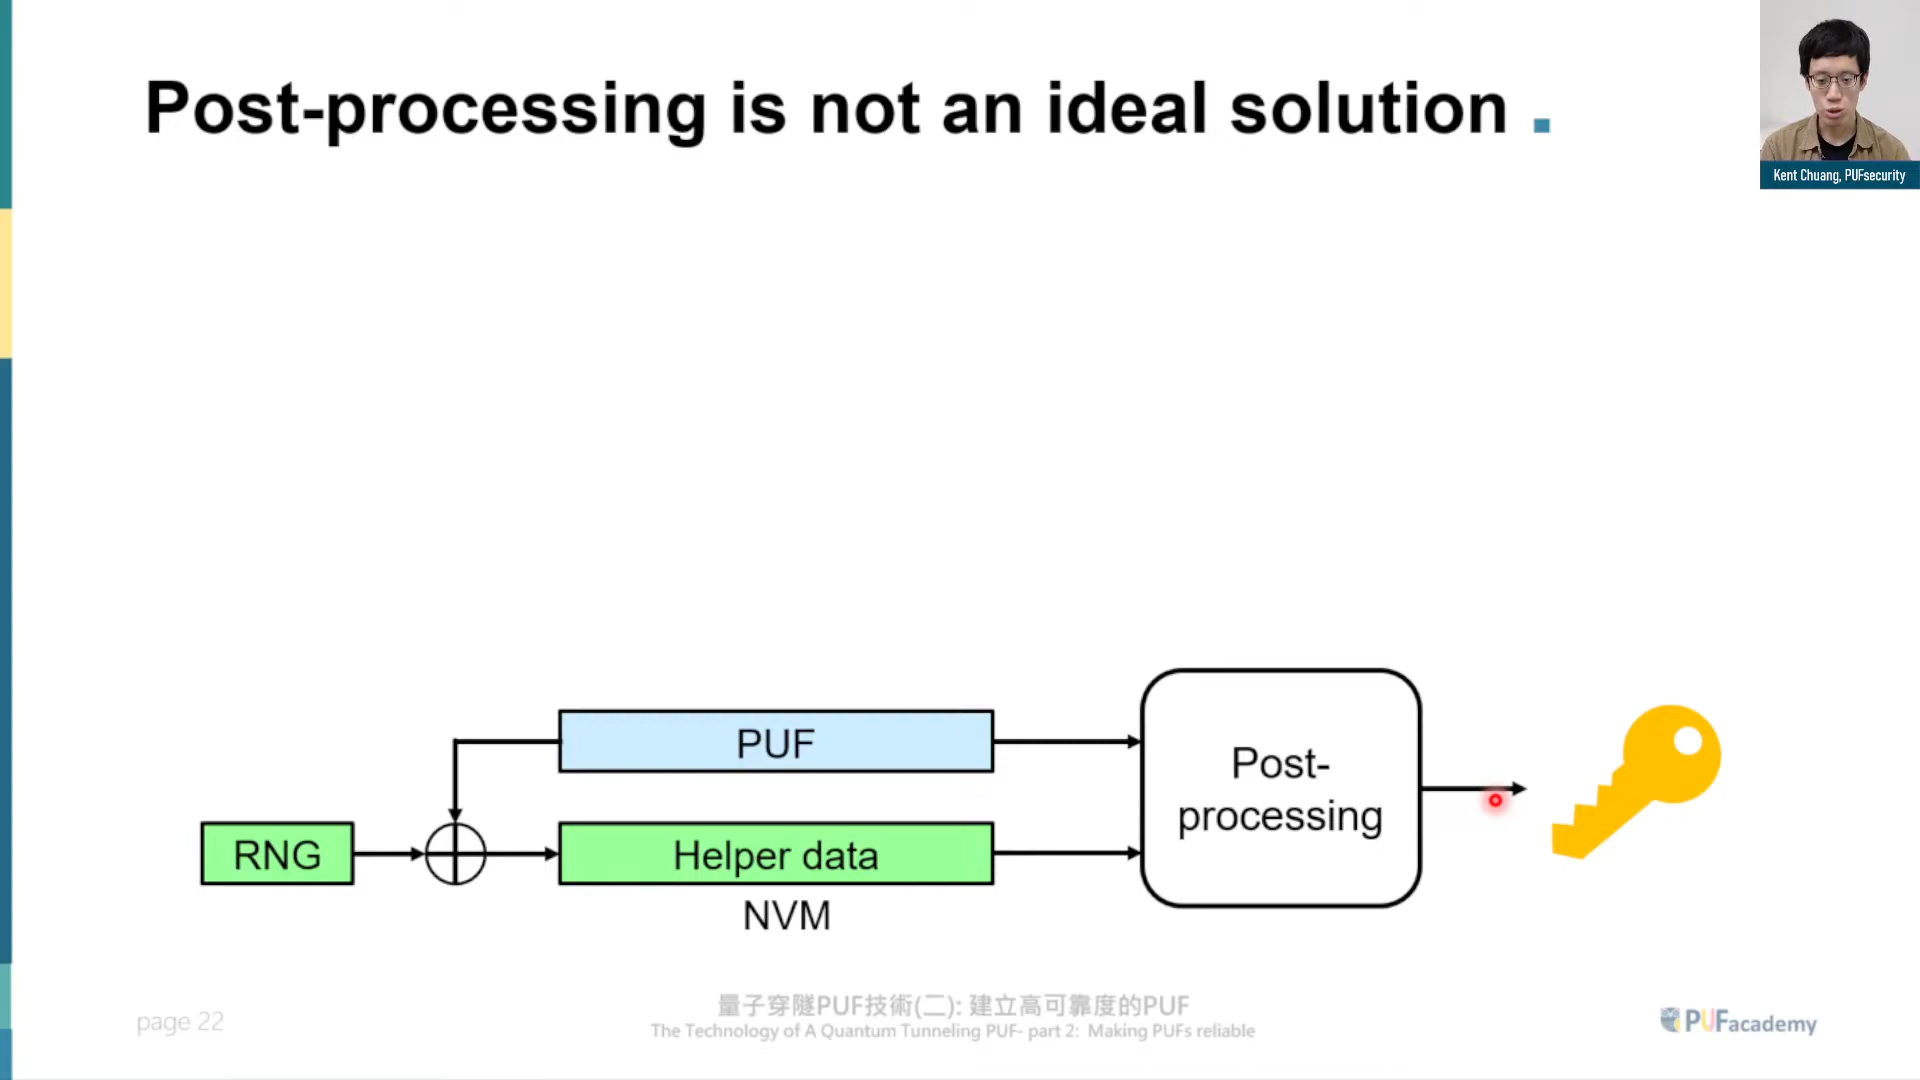 Post-processing is not an ideal solution .
Kent Chuang, PUFsecurity
PUF
Post-
processing
RNG
Helper data
NVM
量子穿隧PUF技術(二): 建立高可靠度的PUF
The Technology of A Quantum Tunneling PUF- part 2: Making PUFs reliable
page 22
PUFacademy